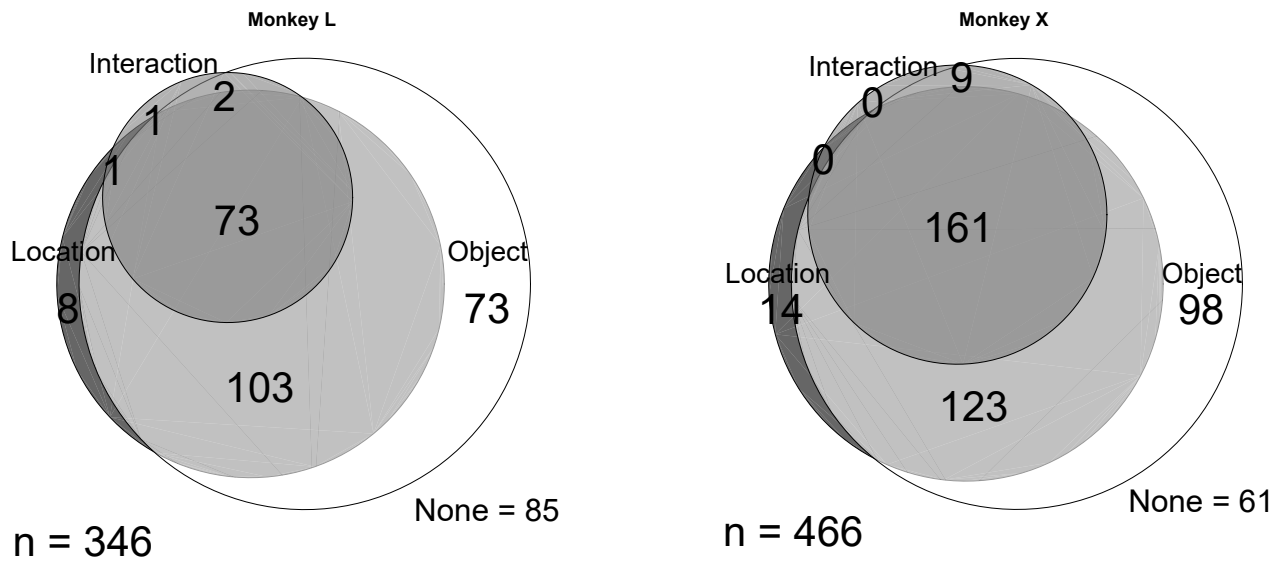 Monkey L
Interaction
2
1
1
73
Location
Object
8
73
103
None = 85
n = 346
Monkey X
Interaction
9
0
0
161
Location
Object
14
98
123
None = 61
n = 466